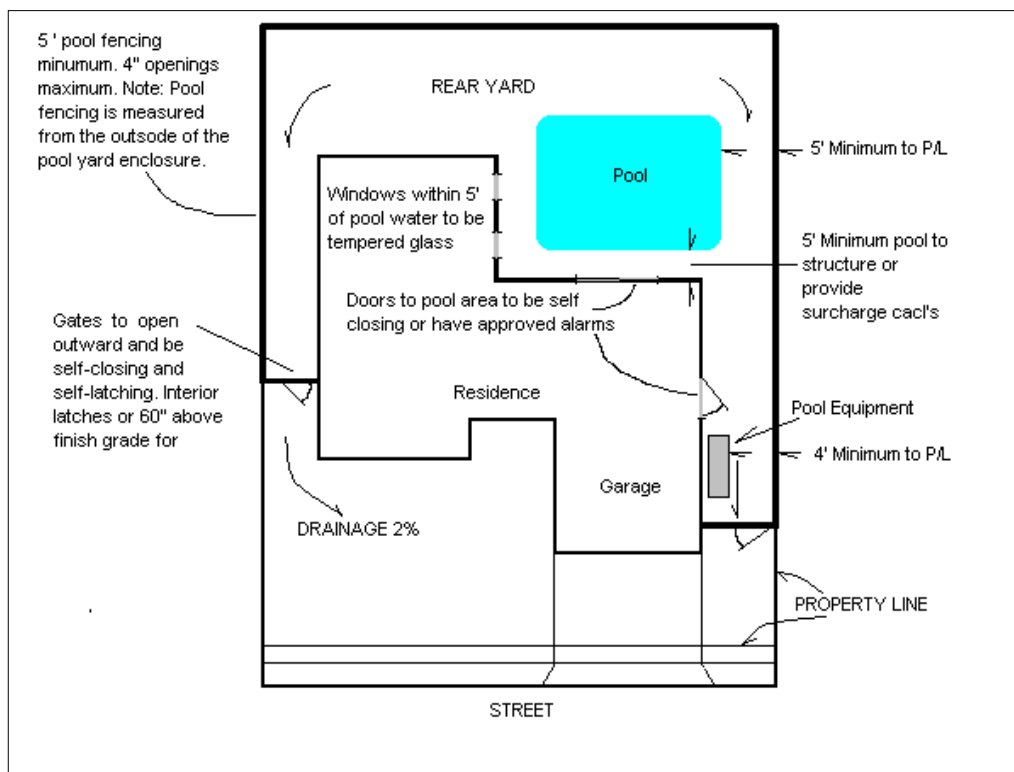 5 ' pool fencing
minumum. 4" openings
maximum. Note: Pool
fencing is measured
from the outsode of the
pool yard enclosure.
REAR YARD
5' Minimum to P/L
Pool
Windows within 5'
of pool water to be
tempered glass
5' Minimum pool to
structure or
provide
surcharge cacl's
Doors to pool area to be self
closing or have approved alarms
Gates to open
outward and be
self-closing and
self-latching. Interior
latches or 60" above
finish grade for
Residence
Pool Equipment
4' Minimum to P/L
Garage
DRAINAGE 2%
PROPERTY LINE
STREET